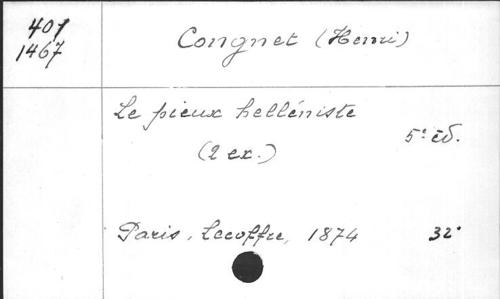 401
1467
Congnet (Henri)
Le pieux helléniste
(2 ex.)
5ᵉ éd.
Paris, Lecoffre, 1874 32°